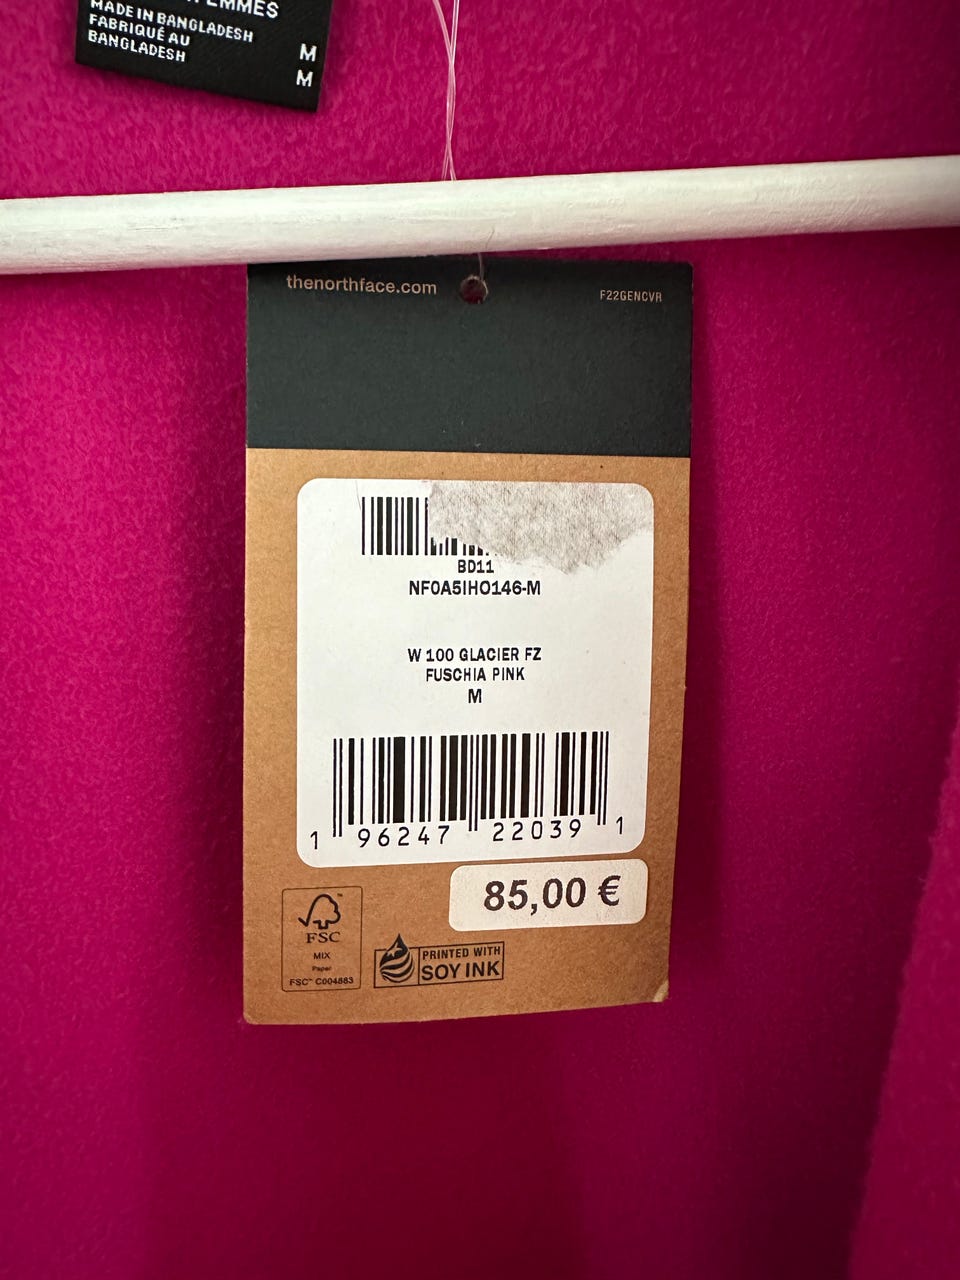 MADE IN BANGLADESH
FABRIQUÉ AU
BANGLADESH
M
M
thenorthface.com
F22GENCVR
BD11
NF0A5IHO146-M
W 100 GLACIER FZ
FUSCHIA PINK
M
1 96247 22039 1
85,00 €
FSC
MIX
Paper
FSC™ C004883
PRINTED WITH
SOY INK